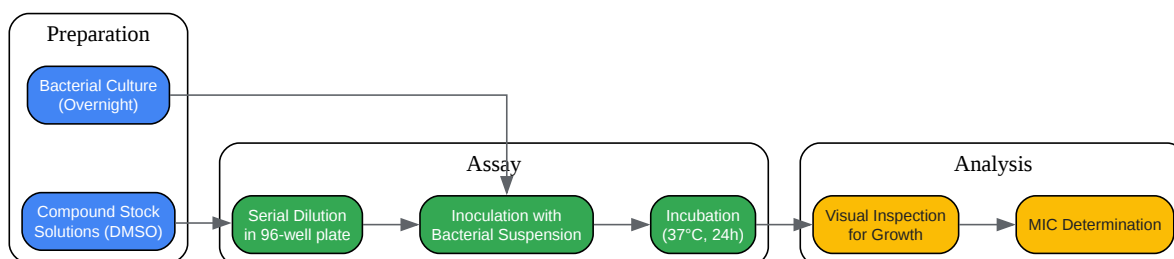 Preparation
Bacterial Culture
(Overnight)
Compound Stock
Solutions (DMSO)
Assay
Serial Dilution
in 96-well plate
Inoculation with
Bacterial Suspension
Incubation
(37°C, 24h)
Analysis
Visual Inspection
for Growth
MIC Determination